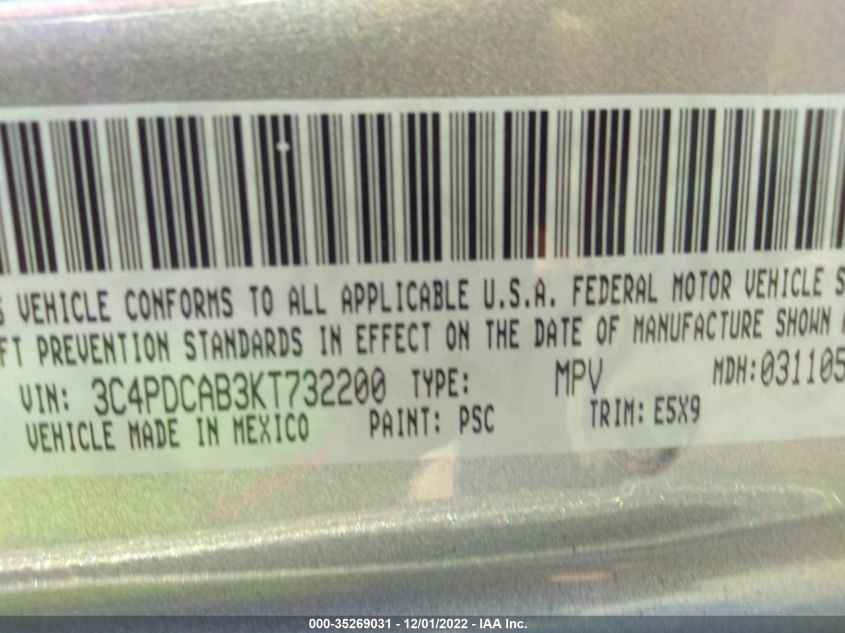 VEHICLE CONFORMS TO ALL APPLICABLE U.S.A. FEDERAL MOTOR VEHICLE
PREVENTION STANDARDS IN EFFECT ON THE DATE OF MANUFACTURE SHOWN
VIN: 3C4PDCAB3KT732200 TYPE: MPV MDH:031105
VEHICLE MADE IN MEXICO PAINT: PSC TRIM: E5X9
000-35269031 - 12/01/2022 - IAA Inc.